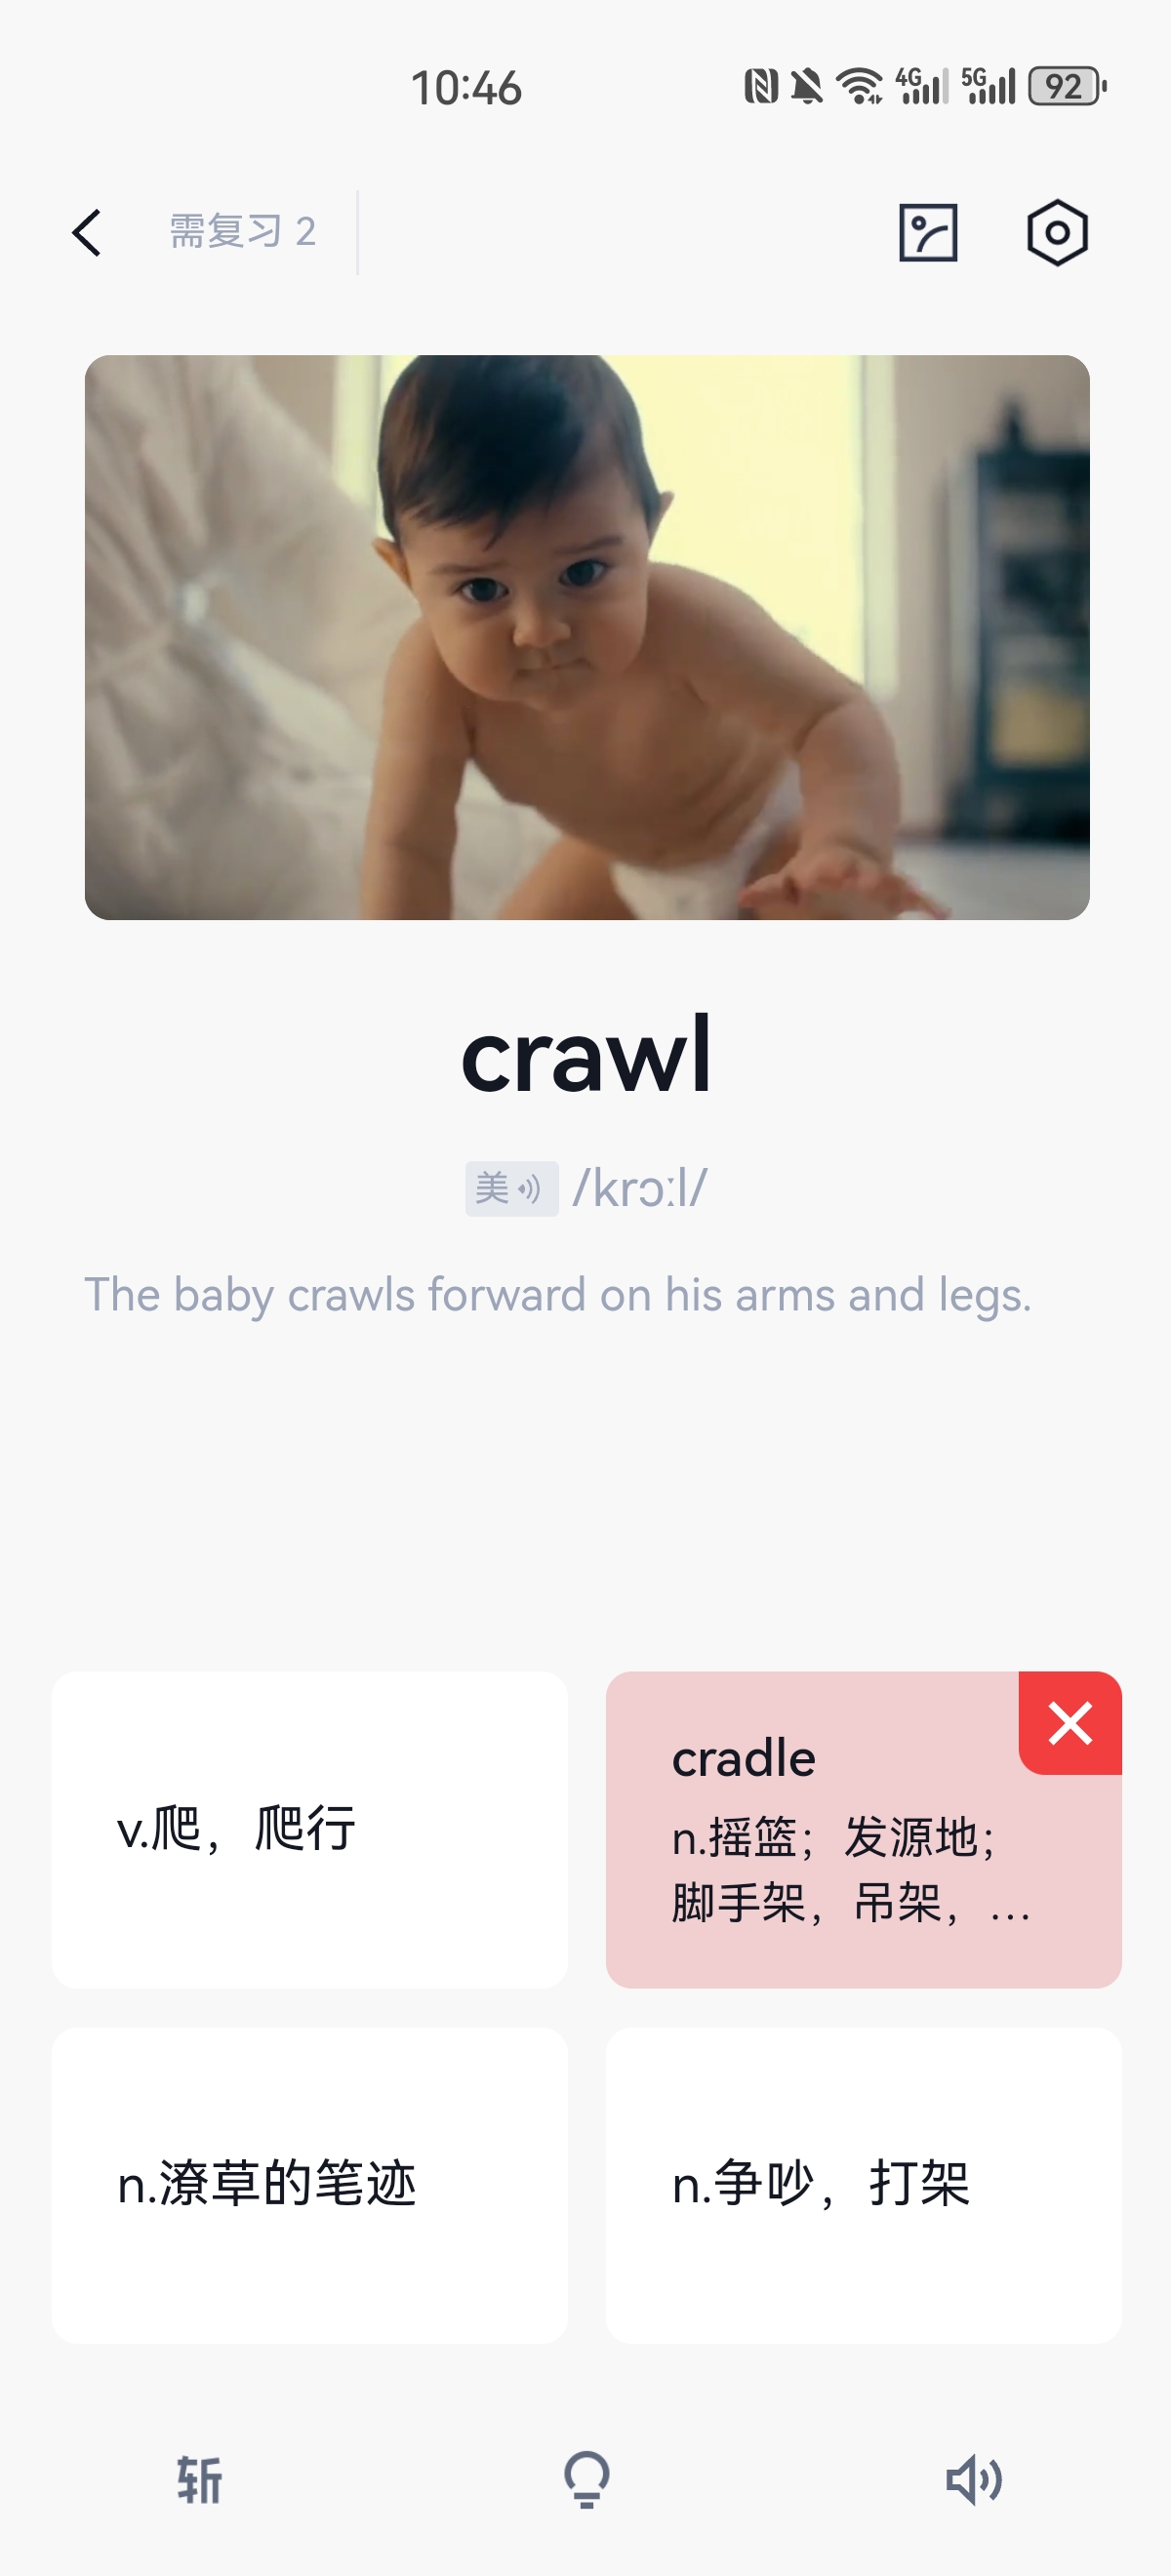 10:46
4G 5G 92
需复习 2
crawl
美 /krɔːl/
The baby crawls forward on his arms and legs.
v.爬，爬行
cradle
n.摇篮；发源地；
脚手架，吊架，…
n.潦草的笔迹
n.争吵，打架
斩